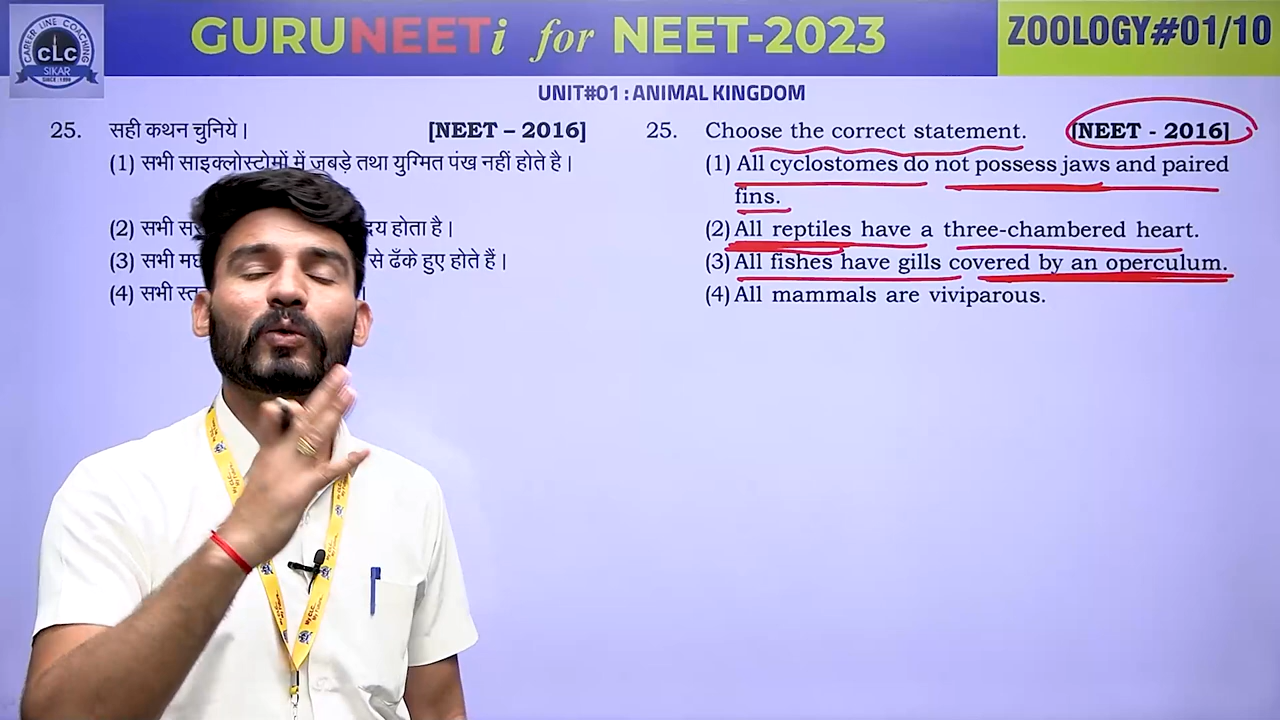 CAREER LINE COACHING
CLC
SIKAR
SINCE : 1996
GURUNEETi for NEET-2023
ZOOLOGY#01/10
UNIT#01 : ANIMAL KINGDOM
25. सही कथन चुनिये। [NEET – 2016]
(1) सभी साइक्लोस्टोमों में जबड़े तथा युग्मित पंख नहीं होते है।
(2) सभी होता है।
(3) सभी से ढँके हुए होते हैं।
(4) सभी
25. Choose the correct statement. [NEET - 2016]
(1) All cyclostomes do not possess jaws and paired
fins.
(2) All reptiles have a three-chambered heart.
(3) All fishes have gills covered by an operculum.
(4) All mammals are viviparous.